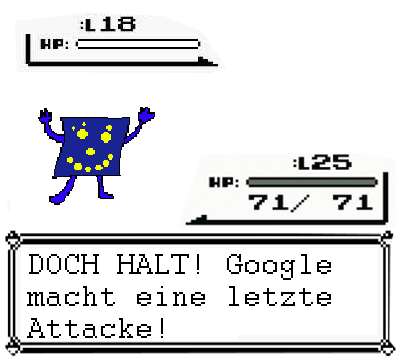 :L18
HP:
:L25
HP:
71/ 71
DOCH HALT! Google
macht eine letzte
Attacke!